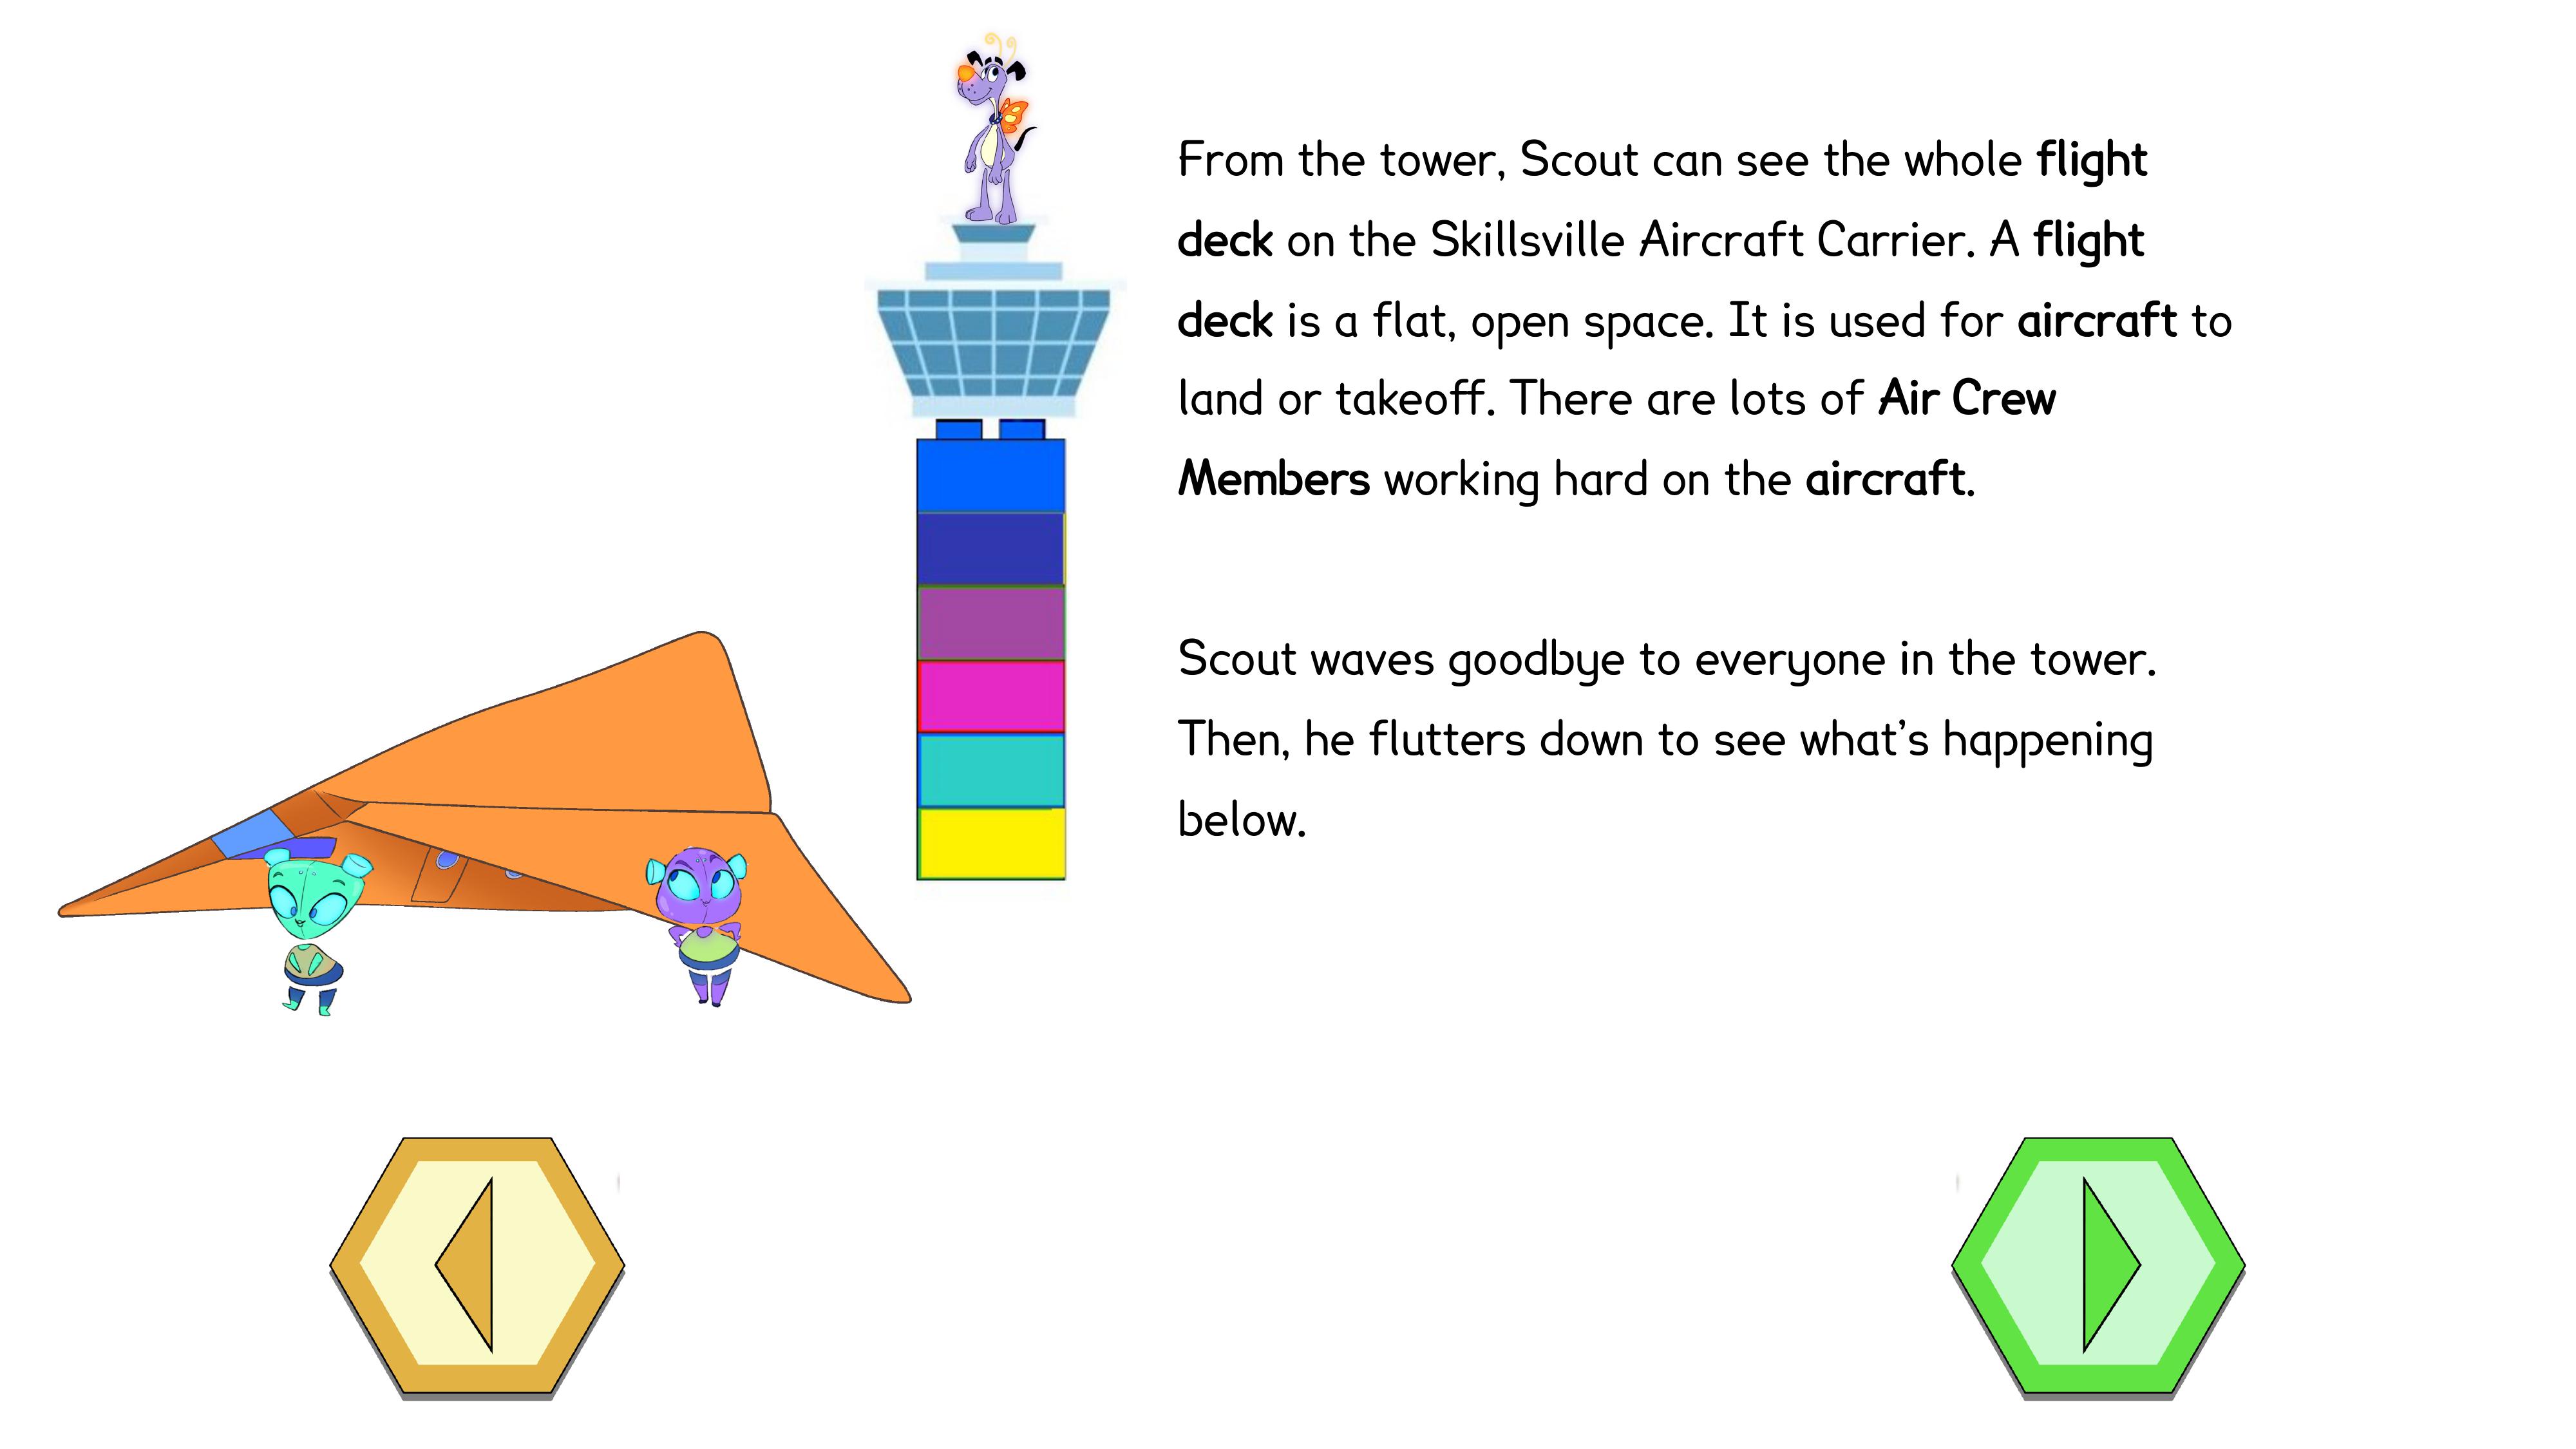 From the tower, Scout can see the whole flight
deck on the Skillsville Aircraft Carrier. A flight
deck is a flat, open space. It is used for aircraft to
land or takeoff. There are lots of Air Crew
Members working hard on the aircraft.
Scout waves goodbye to everyone in the tower.
Then, he flutters down to see what’s happening
below.